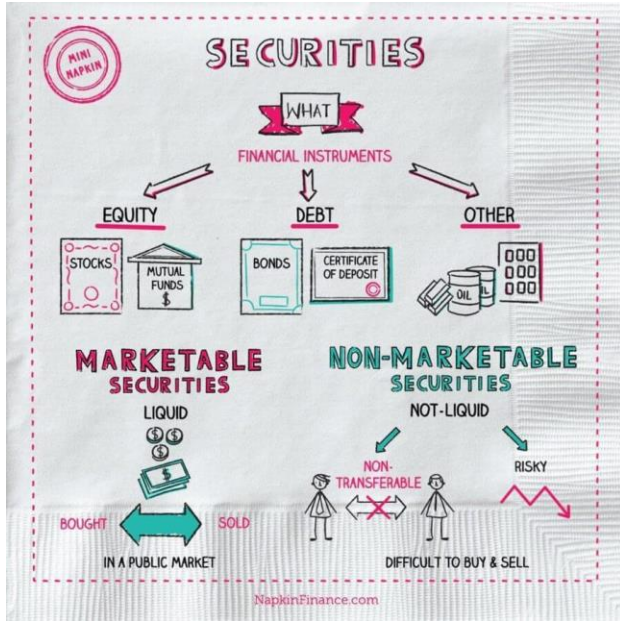 MINI
NAPKIN
SECURITIES
WHAT
FINANCIAL INSTRUMENTS
EQUITY
DEBT
OTHER
STOCKS
MUTUAL
FUNDS
$
BONDS
CERTIFICATE
OF DEPOSIT
OIL
IL
MARKETABLE
SECURITIES
LIQUID
$ $
$
$
BOUGHT
SOLD
IN A PUBLIC MARKET
NON-MARKETABLE
SECURITIES
NOT-LIQUID
NON-
TRANSFERABLE
RISKY
DIFFICULT TO BUY & SELL
NapkinFinance.com